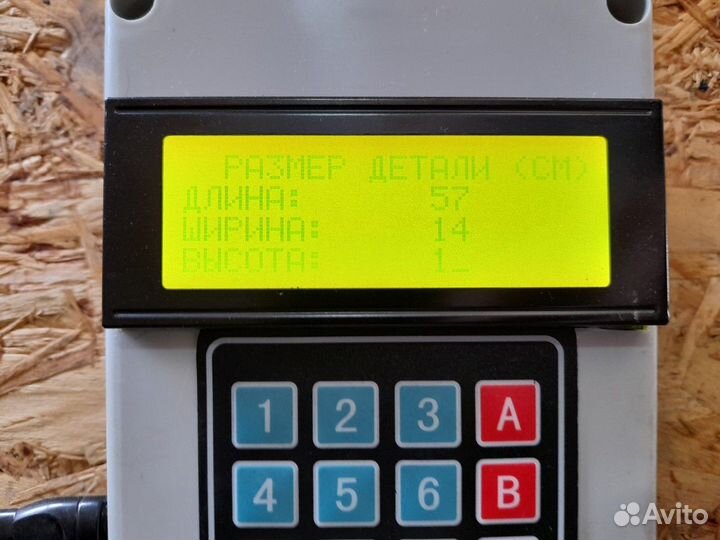 РАЗМЕР ДЕТАЛИ (СМ)
ДЛИНА: 57
ШИРИНА: 14
ВЫСОТА: 1_
1 2 3 A
4 5 6 B
Avito